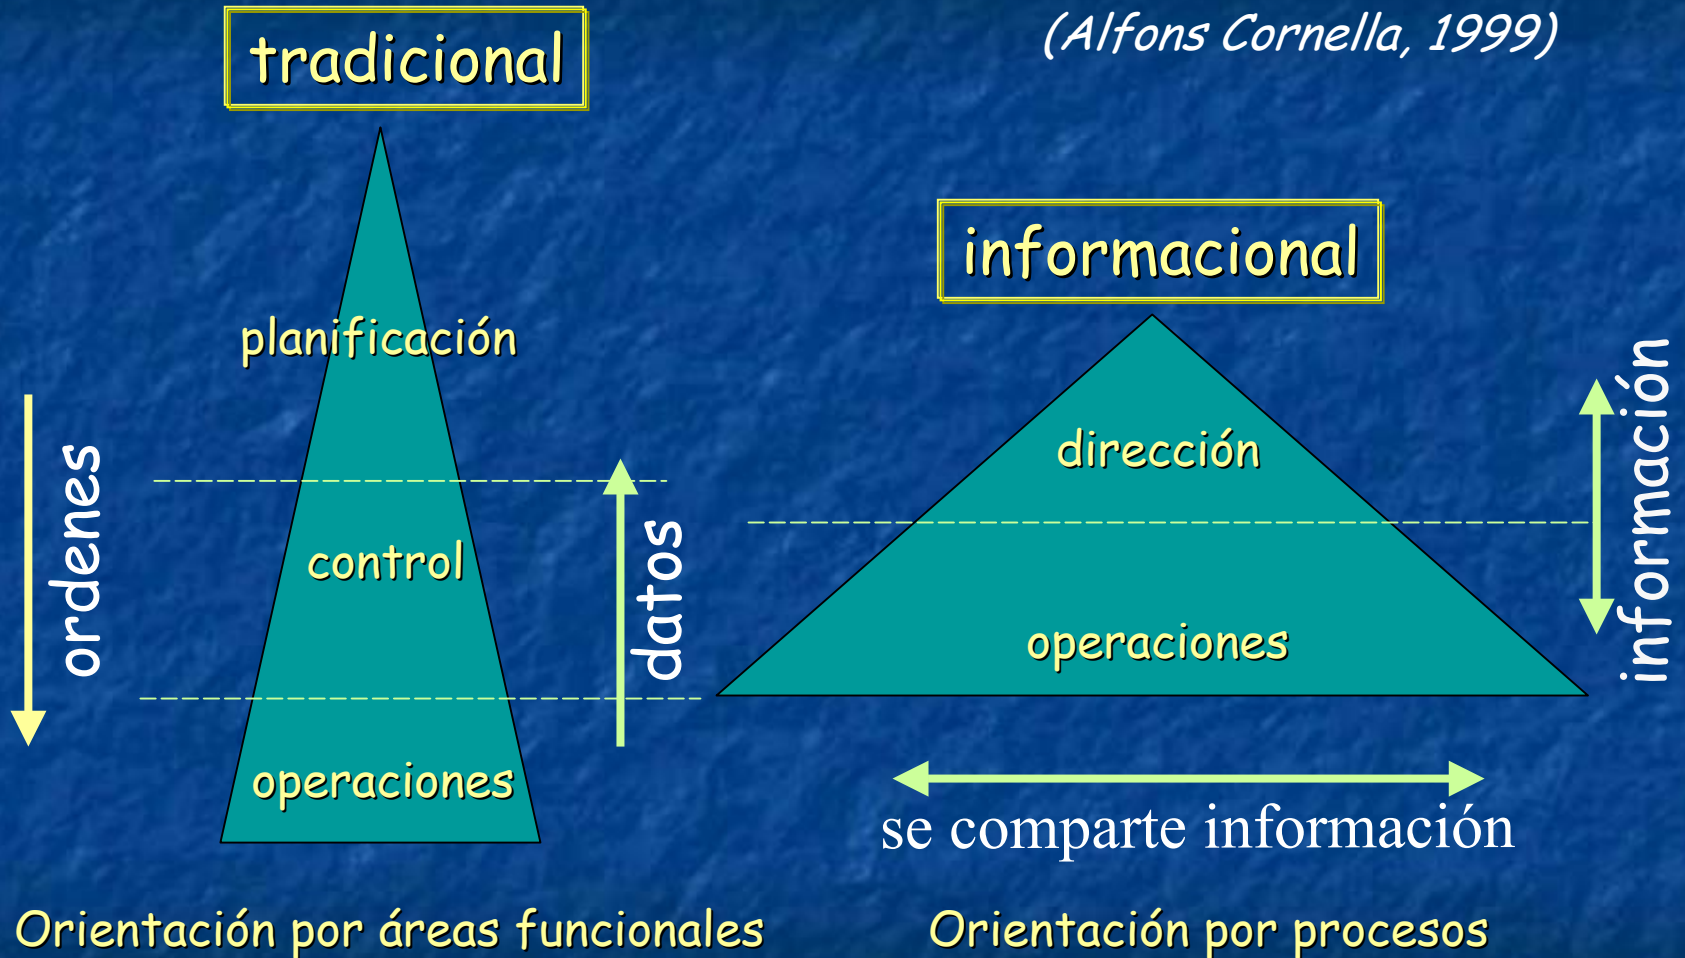 (Alfons Cornella, 1999)
tradicional
planificación
control
operaciones
ordenes
datos
Orientación por áreas funcionales
informacional
dirección
operaciones
información
se comparte información
Orientación por procesos